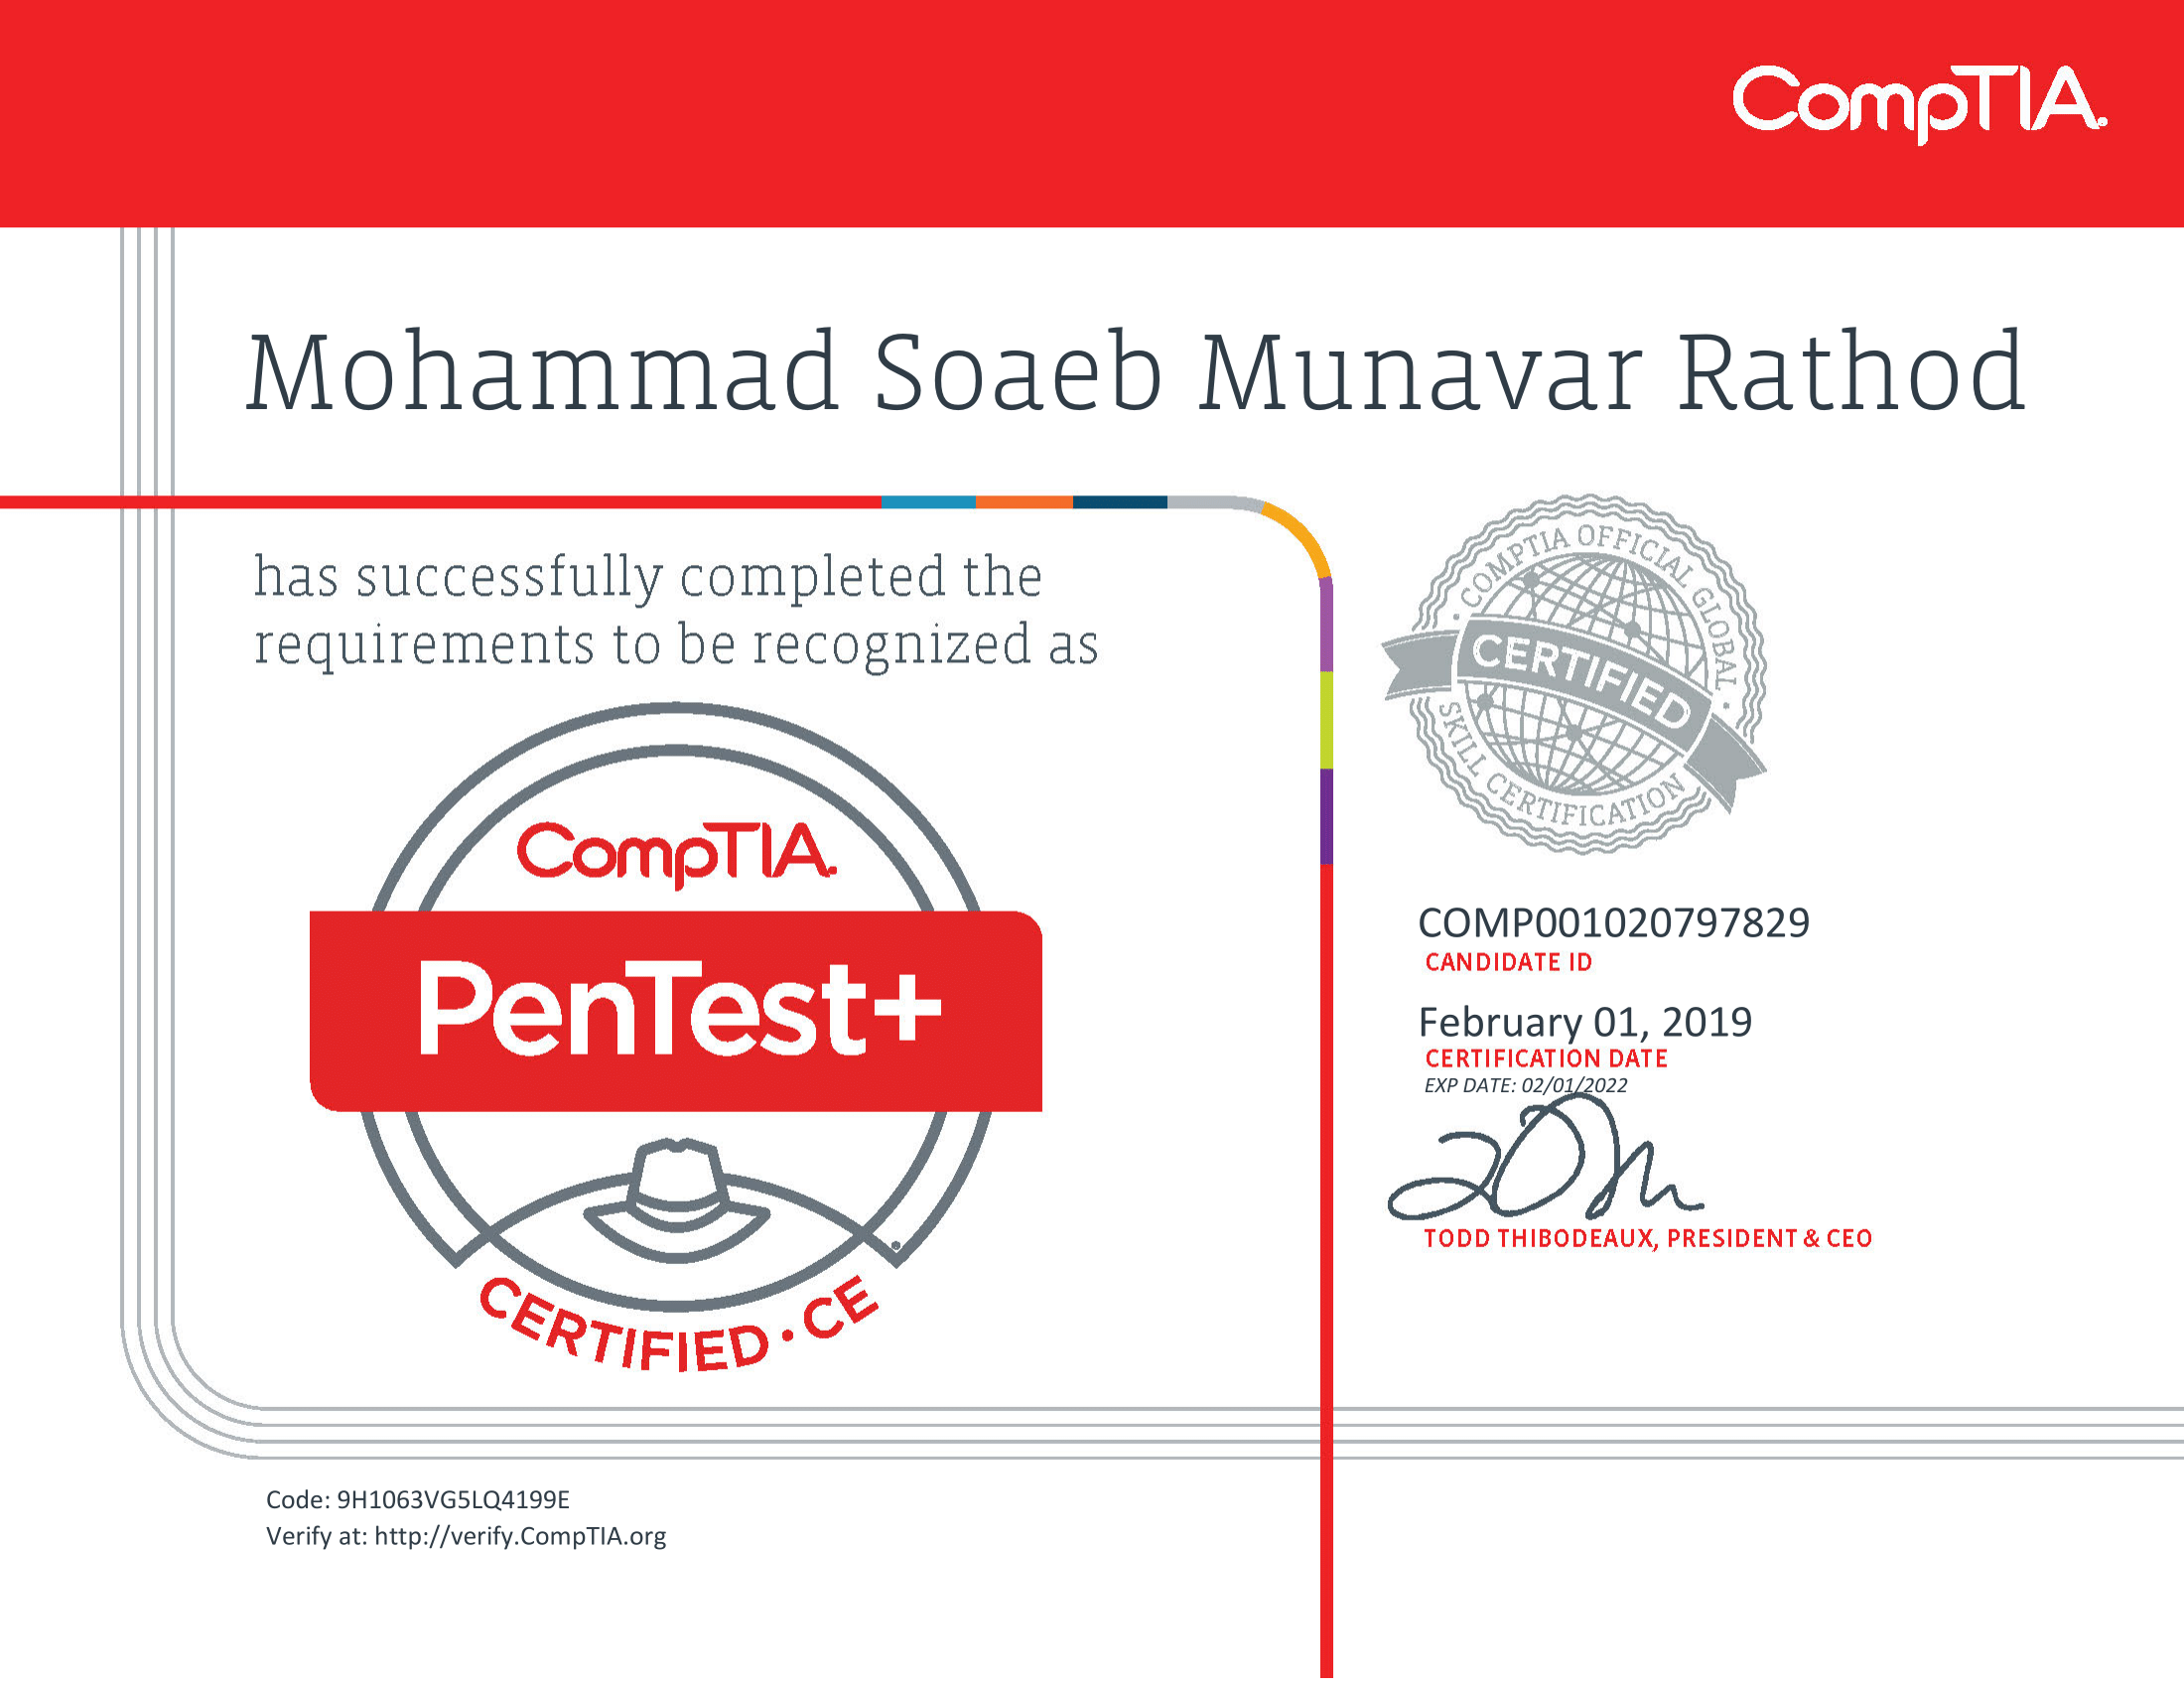 CompTIA.
Mohammad Soaeb Munavar Rathod
has successfully completed the
requirements to be recognized as
CompTIA.
PenTest+
CERTIFIED · CE
· COMPTIA OFFICIAL GLOBAL ·
CERTIFIED
SKILL CERTIFICATION
COMP001020797829
CANDIDATE ID
February 01, 2019
CERTIFICATION DATE
EXP DATE: 02/01/2022
TODD THIBODEAUX, PRESIDENT & CEO
Code: 9H1063VG5LQ4199E
Verify at: http://verify.CompTIA.org